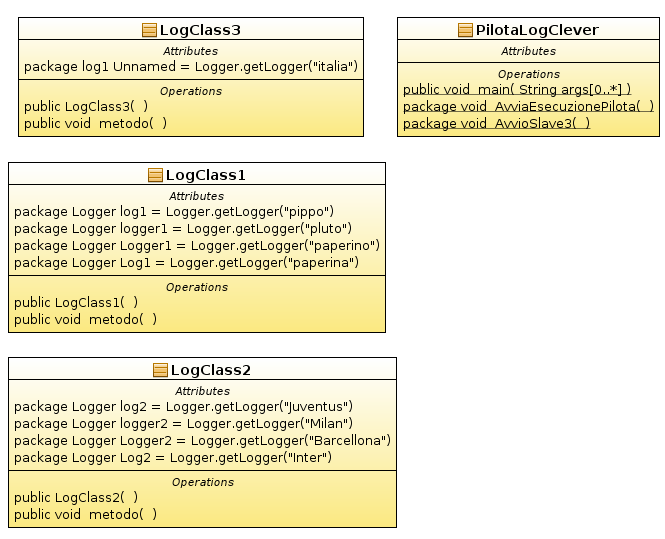 LogClass3
Attributes
package log1 Unnamed = Logger.getLogger("italia")
Operations
public LogClass3(  )
public void  metodo(  )
PilotaLogClever
Attributes
Operations
public void  main( String args[0..*] )
package void  AvviaEsecuzionePilota(  )
package void  AvvioSlave3(  )
LogClass1
Attributes
package Logger log1 = Logger.getLogger("pippo")
package Logger logger1 = Logger.getLogger("pluto")
package Logger Logger1 = Logger.getLogger("paperino")
package Logger Log1 = Logger.getLogger("paperina")
Operations
public LogClass1(  )
public void  metodo(  )
LogClass2
Attributes
package Logger log2 = Logger.getLogger("Juventus")
package Logger logger2 = Logger.getLogger("Milan")
package Logger Logger2 = Logger.getLogger("Barcellona")
package Logger Log2 = Logger.getLogger("Inter")
Operations
public LogClass2(  )
public void  metodo(  )